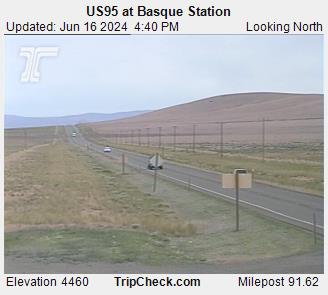 US95 at Basque Station
Updated: Jun 16 2024 4:40 PM Looking North
Elevation 4460 TripCheck.com Milepost 91.62